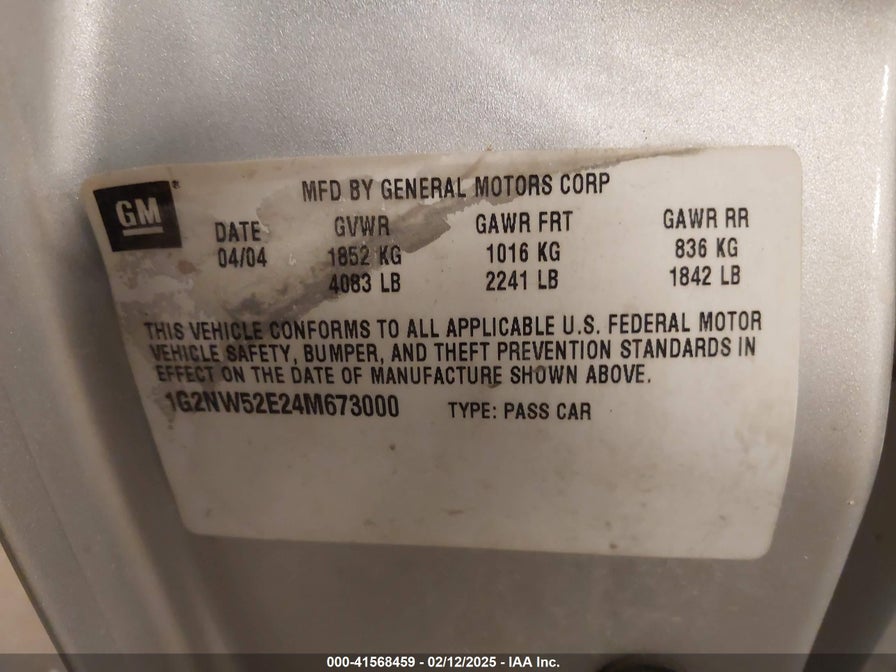 GM®
MFD BY GENERAL MOTORS CORP
DATE GVWR GAWR FRT GAWR RR
04/04 1852 KG 1016 KG 836 KG
4083 LB 2241 LB 1842 LB
THIS VEHICLE CONFORMS TO ALL APPLICABLE U.S. FEDERAL MOTOR
VEHICLE SAFETY, BUMPER, AND THEFT PREVENTION STANDARDS IN
EFFECT ON THE DATE OF MANUFACTURE SHOWN ABOVE.
1G2NW52E24M673000 TYPE: PASS CAR
000-41568459 - 02/12/2025 - IAA Inc.